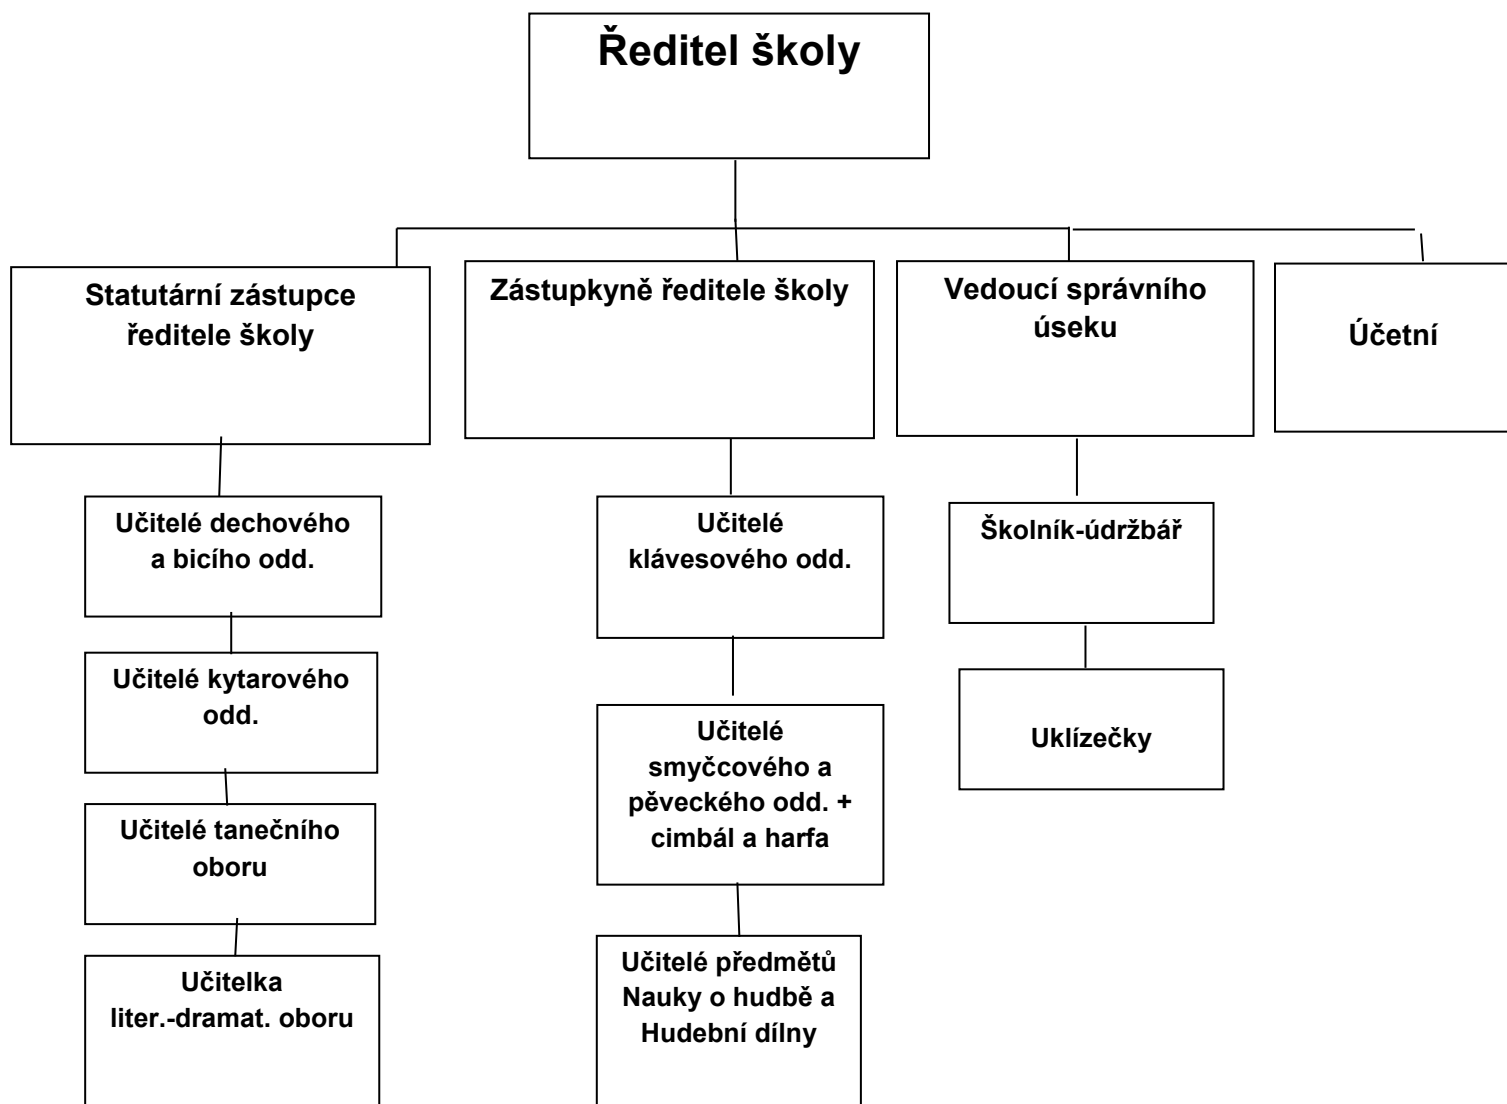 Ředitel školy
Statutární zástupce
ředitele školy
Zástupkyně ředitele školy
Vedoucí správního
úseku
Účetní
Učitelé dechového
a bicího odd.
Učitelé
klávesového odd.
Školník-údržbář
Učitelé kytarového
odd.
Učitelé
smyčcového a
pěveckého odd. +
cimbál a harfa
Uklízečky
Učitelé tanečního
oboru
Učitelka
liter.-dramat. oboru
Učitelé předmětů
Nauky o hudbě a
Hudební dílny